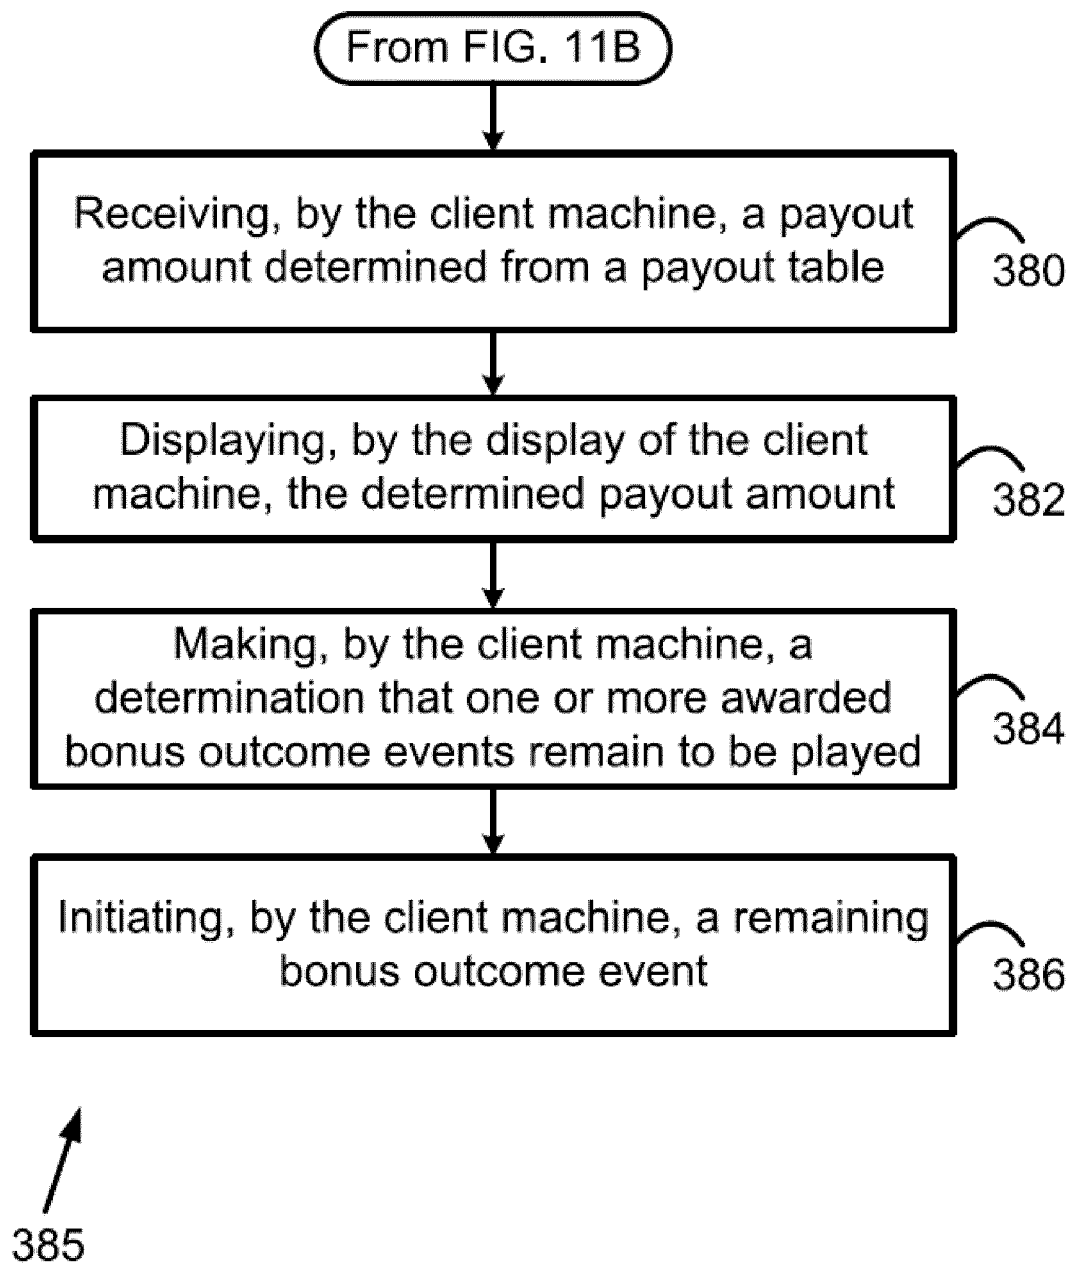 From FIG. 11B
Receiving, by the client machine, a payout
amount determined from a payout table
380
Displaying, by the display of the client
machine, the determined payout amount
382
Making, by the client machine, a
determination that one or more awarded
bonus outcome events remain to be played
384
Initiating, by the client machine, a remaining
bonus outcome event
386
385